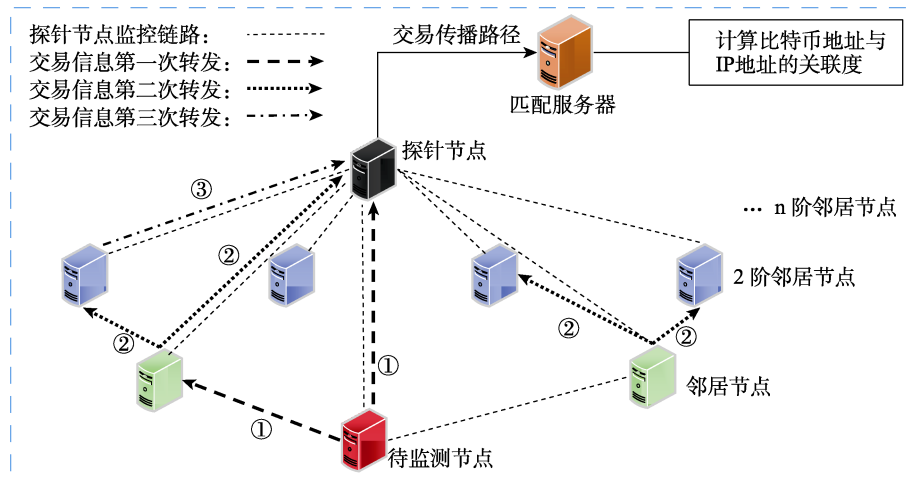 探针节点监控链路：
交易信息第一次转发：
交易信息第二次转发：
交易信息第三次转发：
交易传播路径
匹配服务器
计算比特币地址与
IP地址的关联度
探针节点
③
… n 阶邻居节点
②
2 阶邻居节点
②
②
②
①
邻居节点
①
待监测节点